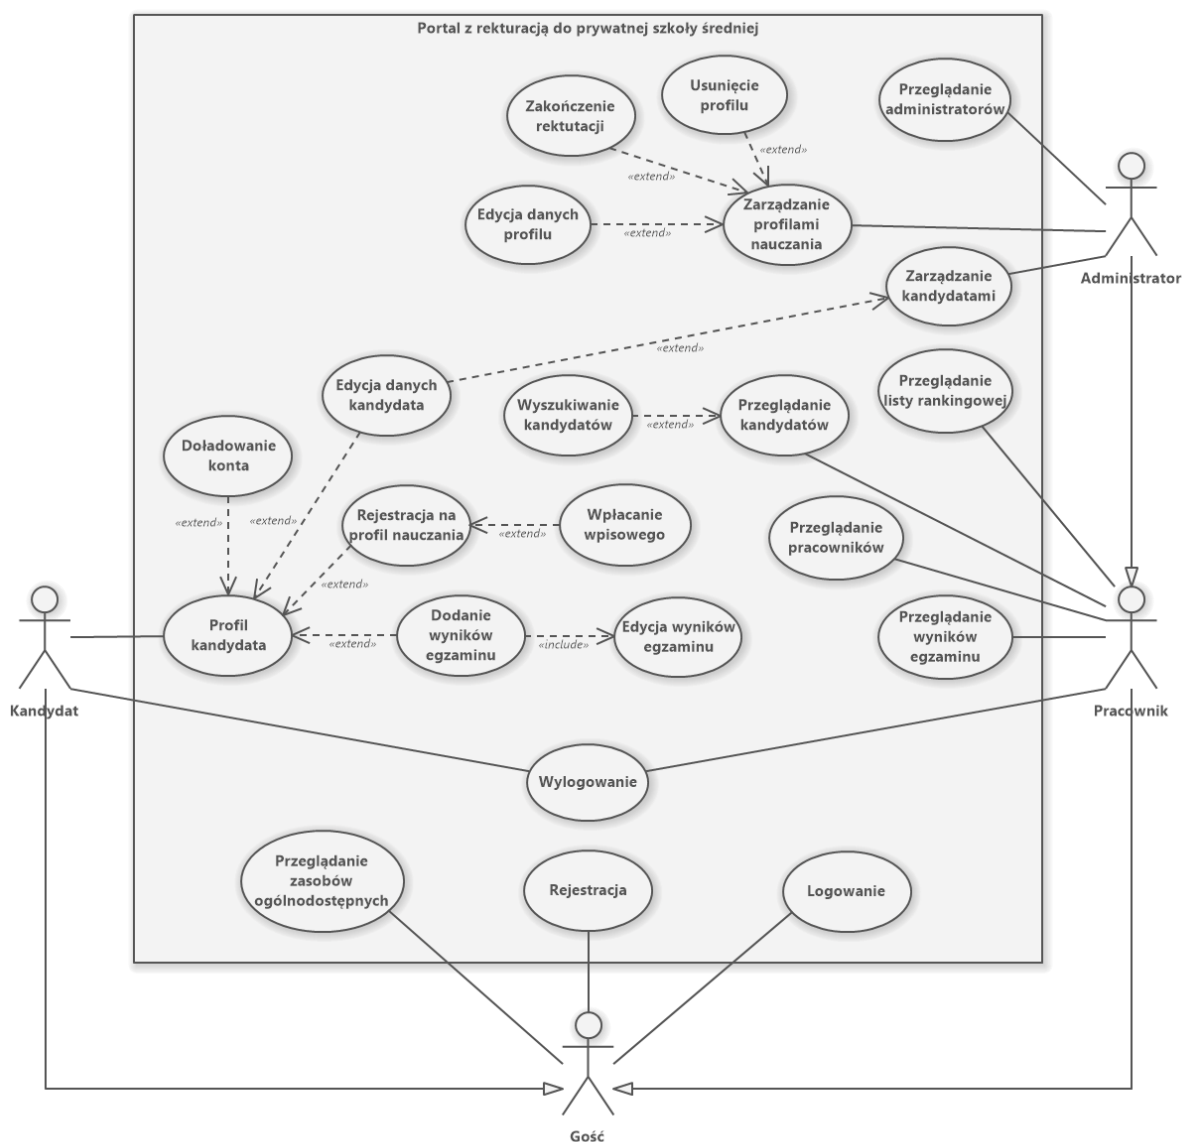 Portal z rekturacją do prywatnej szkoły średniej
Usunięcie
profilu
Zakończenie
rektutacji
Przeglądanie
administratorów
«extend»
«extend»
Edycja danych
profilu
«extend»
Zarządzanie
profilami
nauczania
Administrator
Zarządzanie
kandydatami
«extend»
Edycja danych
kandydata
Wyszukiwanie
kandydatów
«extend»
Przeglądanie
kandydatów
Przeglądanie
listy rankingowej
Doładowanie
konta
«extend»
«extend»
Rejestracja na
profil nauczania
«extend»
Wpłacanie
wpisowego
Przeglądanie
pracowników
«extend»
Profil
kandydata
«extend»
Dodanie
wyników
egzaminu
«include»
Edycja wyników
egzaminu
Przeglądanie
wyników
egzaminu
Kandydat
Pracownik
Wylogowanie
Przeglądanie
zasobów
ogólnodostępnych
Rejestracja
Logowanie
Gość